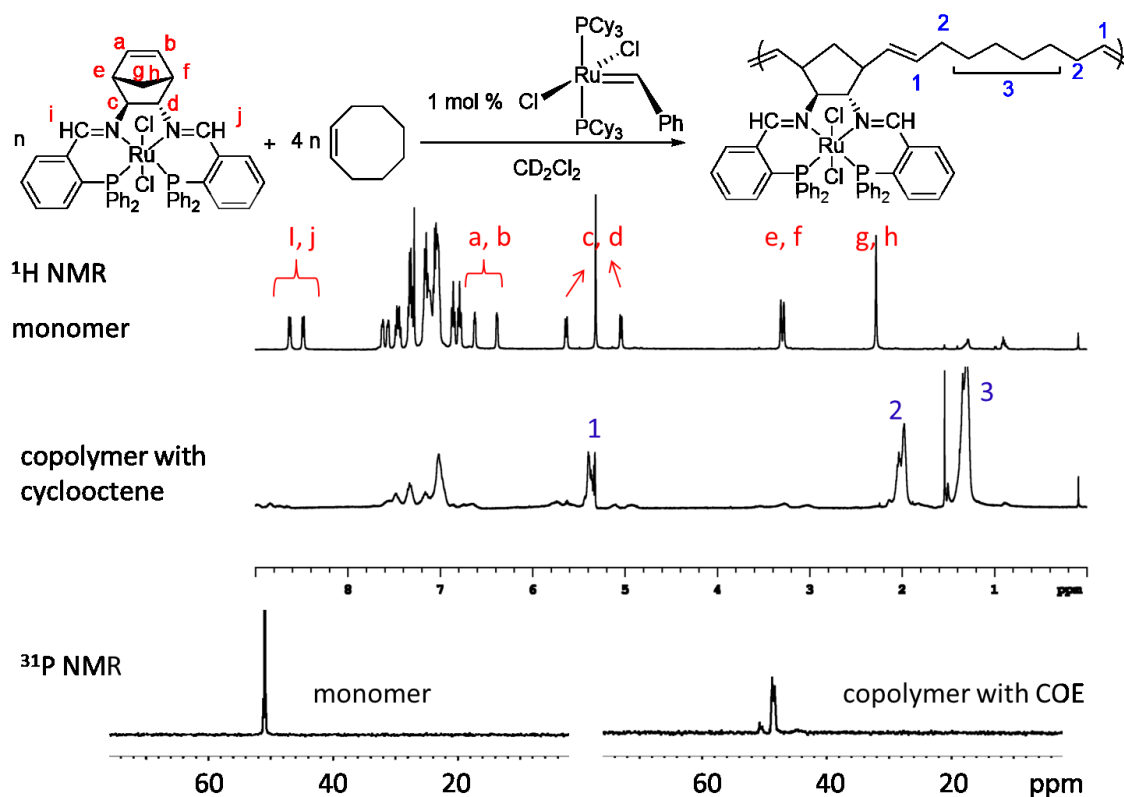 a b
e g h f
c d
i HC=N Cl N=CH j
n Ru
P Cl P
Ph2 Ph2
+ 4 n
PCy3
Cl
Ru
Cl
PCy3 Ph
1 mol %
CD2Cl2
2 1
1 3 2
HC=N Cl N=CH
Ru
P Cl P
Ph2 Ph2
I, j a, b c, d e, f g, h
1H NMR
monomer
1 2 3
copolymer with
cyclooctene
8 7 6 5 4 3 2 1 ppm
31P NMR
monomer copolymer with COE
60 40 20 60 40 20 ppm